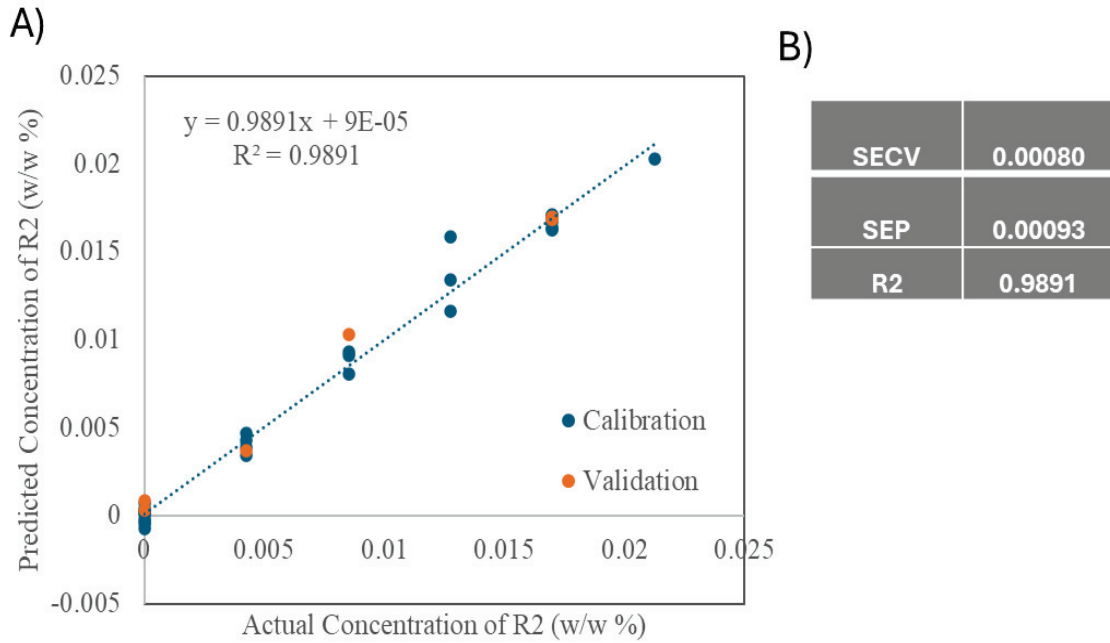 A)
B)
Predicted Concentration of R2 (w/w %)
0.025
0.02
0.015
0.01
0.005
0
-0.005
y = 0.9891x + 9E-05
R² = 0.9891
Calibration
Validation
0 0.005 0.01 0.015 0.02 0.025
Actual Concentration of R2 (w/w %)
SECV 0.00080
SEP 0.00093
R2 0.9891